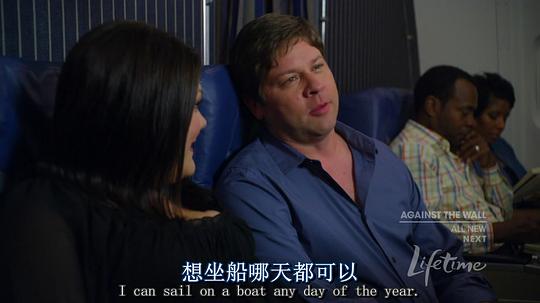 AGAINST THE WALL
ALL NEW
NEXT
Lifetime
想坐船哪天都可以
I can sail on a boat any day of the year.